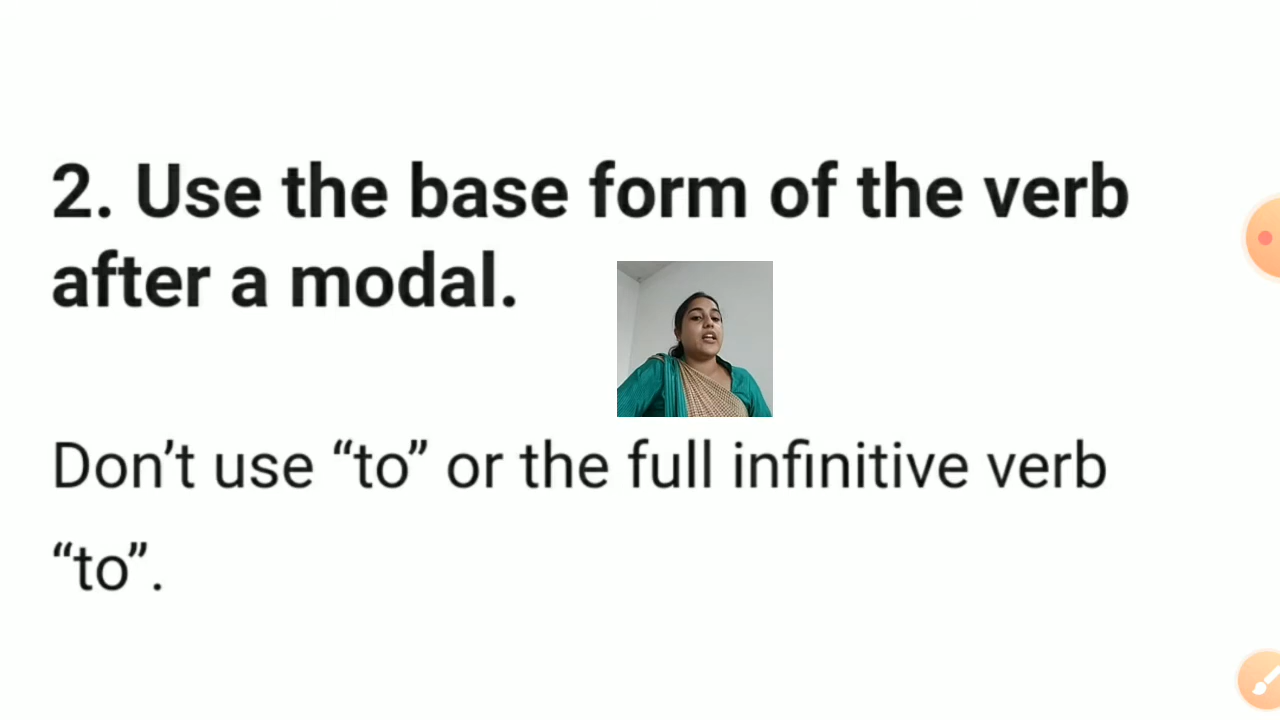 2. Use the base form of the verb
after a modal.
Don’t use “to” or the full infinitive verb
“to”.